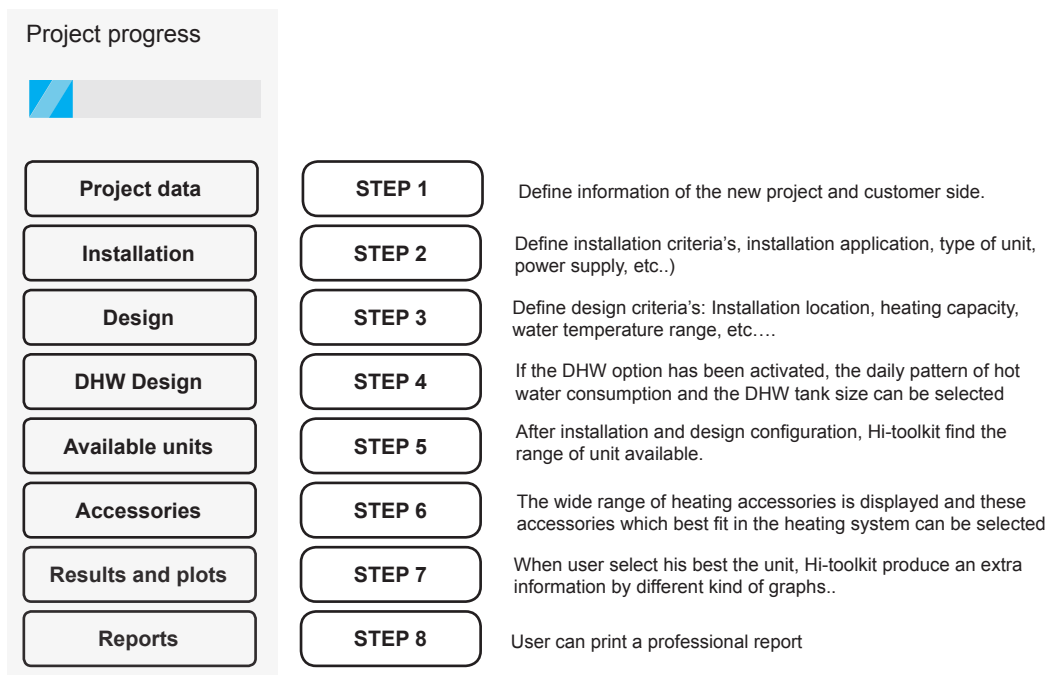 Project progress
Project data
STEP 1
Define information of the new project and customer side.
Installation
STEP 2
Define installation criteria's, installation application, type of unit,
power supply, etc..)
Design
STEP 3
Define design criteria's: Installation location, heating capacity,
water temperature range, etc….
DHW Design
STEP 4
If the DHW option has been activated, the daily pattern of hot
water consumption and the DHW tank size can be selected
Available units
STEP 5
After installation and design configuration, Hi-toolkit find the
range of unit available.
Accessories
STEP 6
The wide range of heating accessories is displayed and these
accessories which best fit in the heating system can be selected
Results and plots
STEP 7
When user select his best the unit, Hi-toolkit produce an extra
information by different kind of graphs..
Reports
STEP 8
User can print a professional report